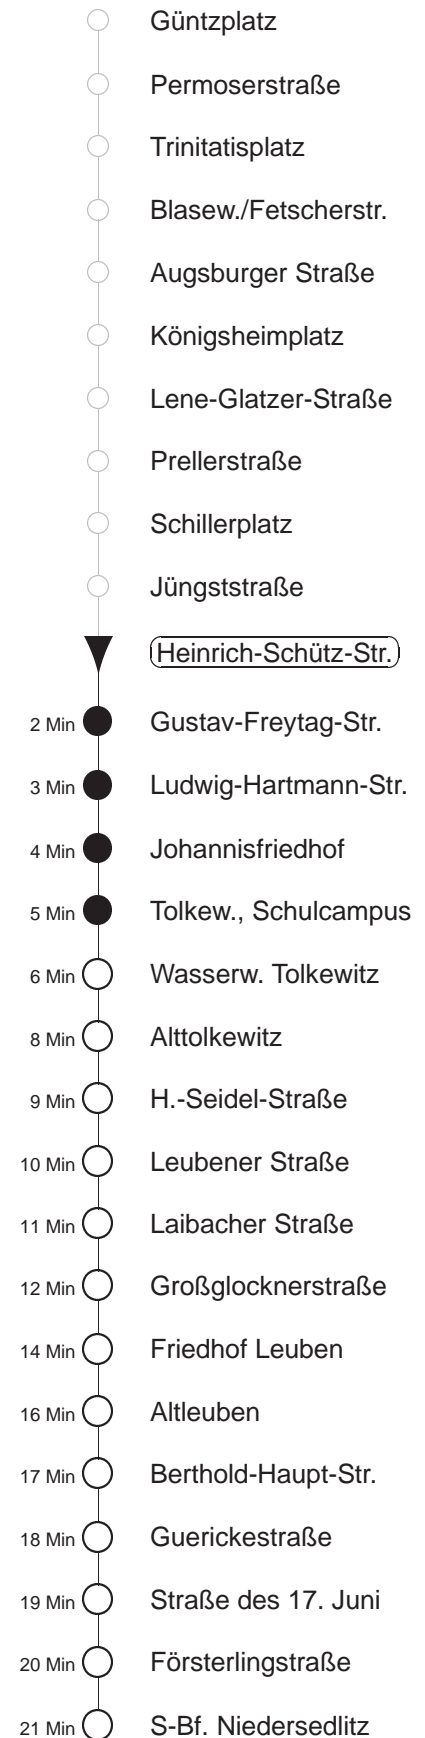 Güntzplatz
Permoserstraße
Trinitatisplatz
Blasew./Fetscherstr.
Augsburger Straße
Königsheimplatz
Lene-Glatzer-Straße
Prellerstraße
Schillerplatz
Jüngststraße
Heinrich-Schütz-Str.
2 Min Gustav-Freytag-Str.
3 Min Ludwig-Hartmann-Str.
4 Min Johannisfriedhof
5 Min Tolkew., Schulcampus
6 Min Wasserw. Tolkewitz
8 Min Alttolkewitz
9 Min H.-Seidel-Straße
10 Min Leubener Straße
11 Min Laibacher Straße
12 Min Großglocknerstraße
14 Min Friedhof Leuben
16 Min Altleuben
17 Min Berthold-Haupt-Str.
18 Min Guerickestraße
19 Min Straße des 17. Juni
20 Min Försterlingstraße
21 Min S-Bf. Niedersedlitz